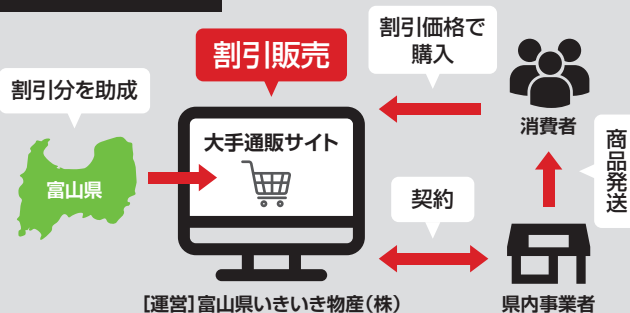 割引価格で
購入
割引販売
割引分を助成
消費者
大手通販サイト
商品発送
富山県
契約
[運営]富山県いきいき物産(株)
県内事業者